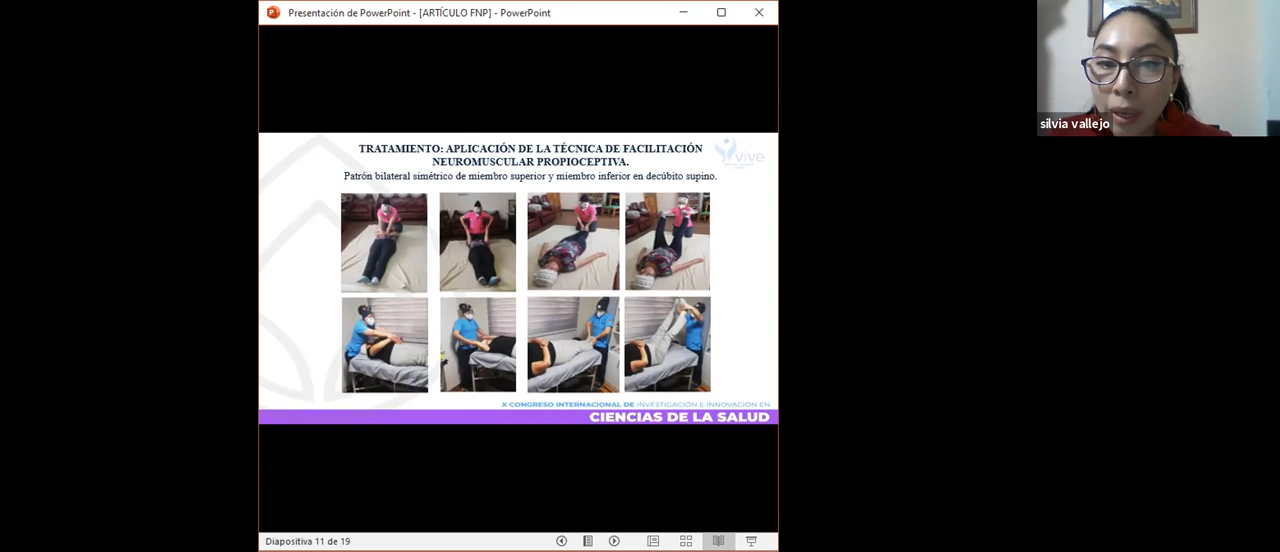 Presentación de PowerPoint - [ARTÍCULO FNP] - PowerPoint
silvia vallejo
TRATAMIENTO: APLICACIÓN DE LA TÉCNICA DE FACILITACIÓN
NEUROMUSCULAR PROPIOCEPTIVA.
vive
Patrón bilateral simétrico de miembro superior y miembro inferior en decúbito supino.
X CONGRESO INTERNACIONAL DE INVESTIGACIÓN E INNOVACIÓN EN
CIENCIAS DE LA SALUD
Diapositiva 11 de 19